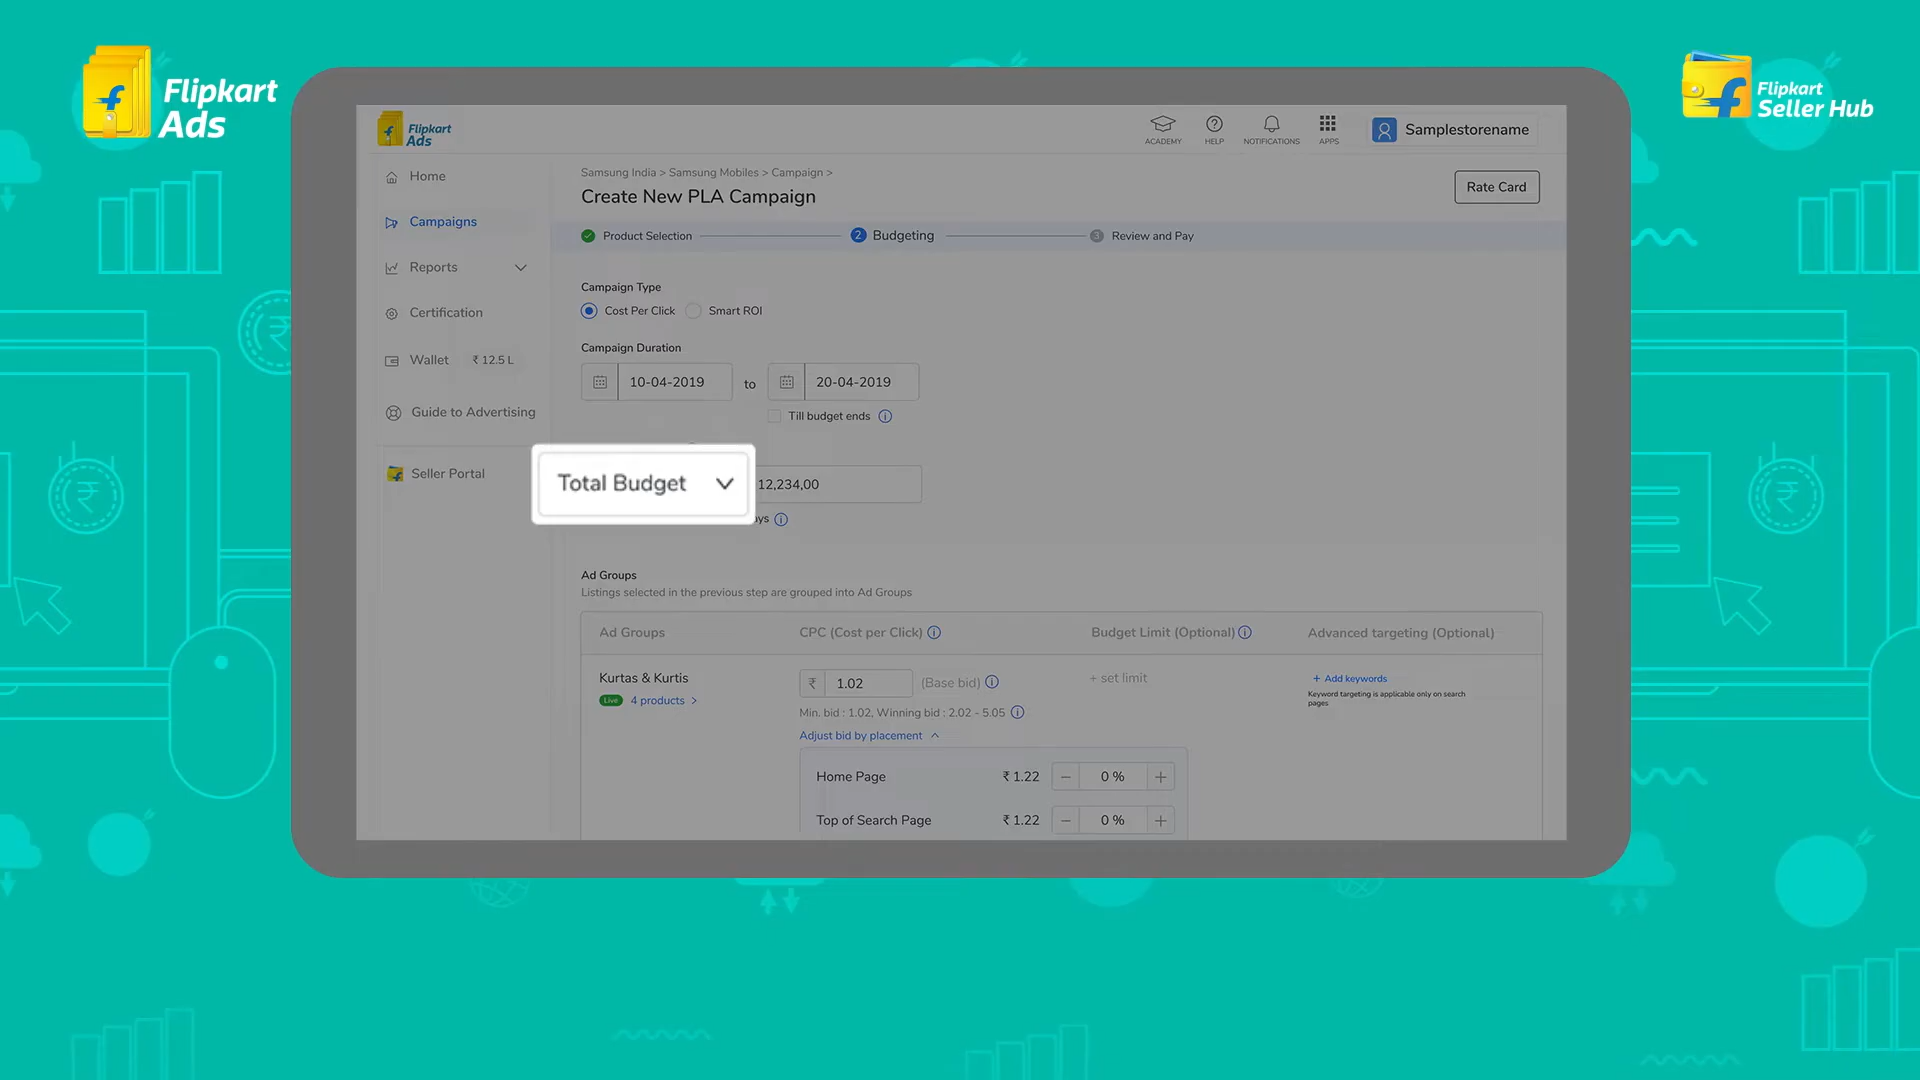 Flipkart
Ads
Flipkart
Seller Hub
Flipkart
Ads
ACADEMY
HELP
NOTIFICATIONS
APPS
Samplestorename
Home
Campaigns
Reports
Certification
Wallet ₹ 12.5 L
Guide to Advertising
Seller Portal
Samsung India > Samsung Mobiles > Campaign >
Create New PLA Campaign
Rate Card
Product Selection
2 Budgeting
3 Review and Pay
Campaign Type
Cost Per Click
Smart ROI
Campaign Duration
10-04-2019 to 20-04-2019
Till budget ends
Total Budget
12,234,00
Ad Groups
Listings selected in the previous step are grouped into Ad Groups
Ad Groups
CPC (Cost per Click)
Budget Limit (Optional)
Advanced targeting (Optional)
Kurtas & Kurtis
Live 4 products >
₹ 1.02 (Base bid)
Min. bid : 1.02, Winning bid : 2.02 - 5.05
Adjust bid by placement
+ set limit
+ Add keywords
Keyword targeting is applicable only on search
pages
Home Page ₹ 1.22 − 0 % +
Top of Search Page ₹ 1.22 − 0 % +